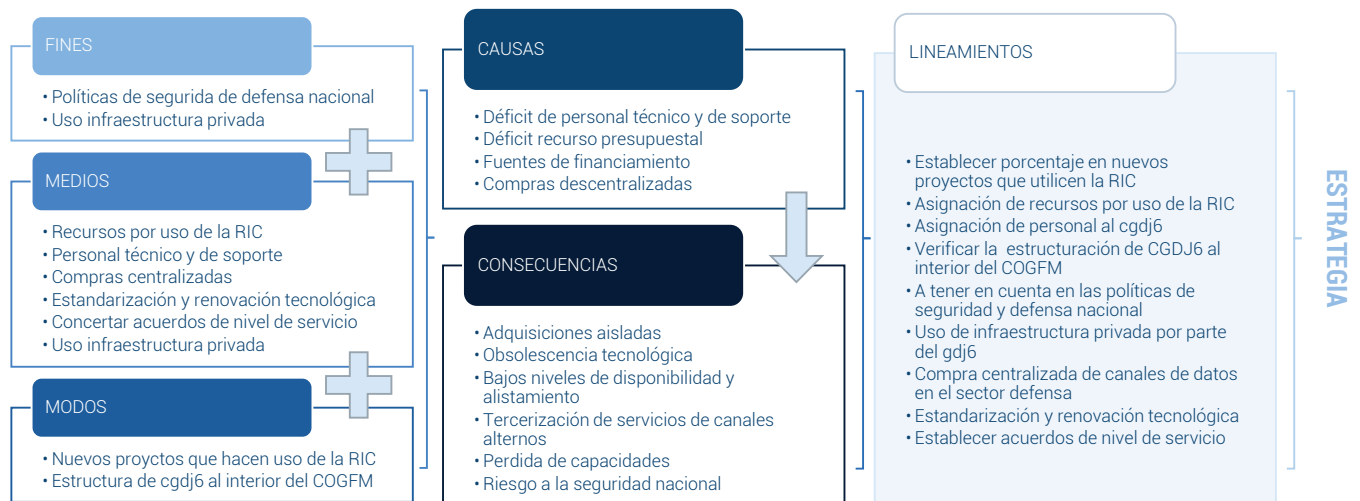 FINES
• Políticas de segurida de defensa nacional
• Uso infraestructura privada
MEDIOS
• Recursos por uso de la RIC
• Personal técnico y de soporte
• Compras centralizadas
• Estandarización y renovación tecnológica
• Concertar acuerdos de nivel de servicio
• Uso infraestructura privada
MODOS
• Nuevos proyctos que hacen uso de la RIC
• Estructura de cgdj6 al interior del COGFM
CAUSAS
• Déficit de personal técnico y de soporte
• Déficit recurso presupuestal
• Fuentes de financiamiento
• Compras descentralizadas
CONSECUENCIAS
• Adquisiciones aisladas
• Obsolescencia tecnológica
• Bajos niveles de disponibilidad y
alistamiento
• Tercerización de servicios de canales
alternos
• Perdida de capacidades
• Riesgo a la seguridad nacional
LINEAMIENTOS
• Establecer porcentaje en nuevos
proyectos que utilicen la RIC
• Asignación de recursos por uso de la RIC
• Asignación de personal al cgdj6
• Verificar la estructuración de CGDJ6 al
interior del COGFM
• A tener en cuenta en las políticas de
seguridad y defensa nacional
• Uso de infraestructura privada por parte
del gdj6
• Compra centralizada de canales de datos
en el sector defensa
• Estandarización y renovación tecnológica
• Establecer acuerdos de nivel de servicio
ESTRATEGIA